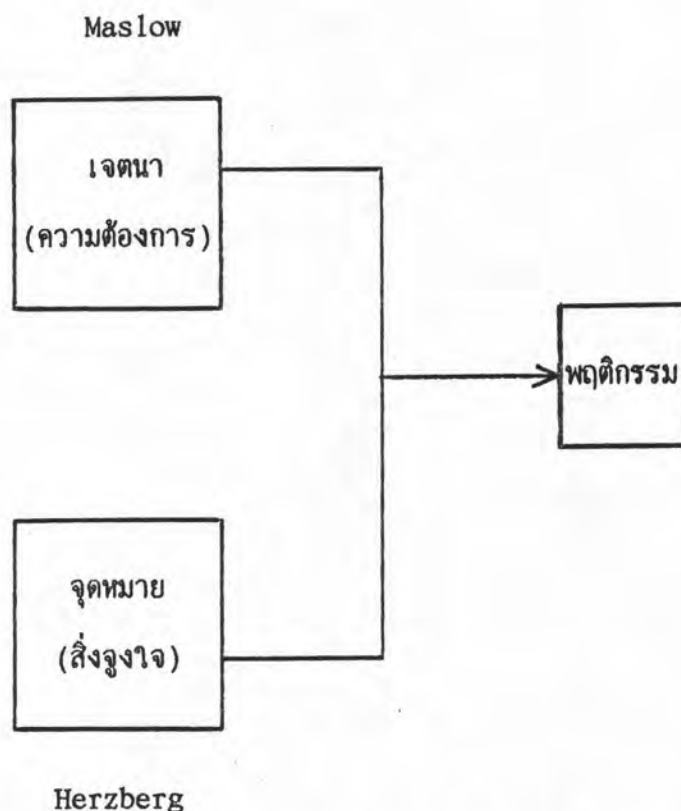 Maslow
เจตนา
(ความต้องการ)
พฤติกรรม
จุดหมาย
(สิ่งจูงใจ)
Herzberg